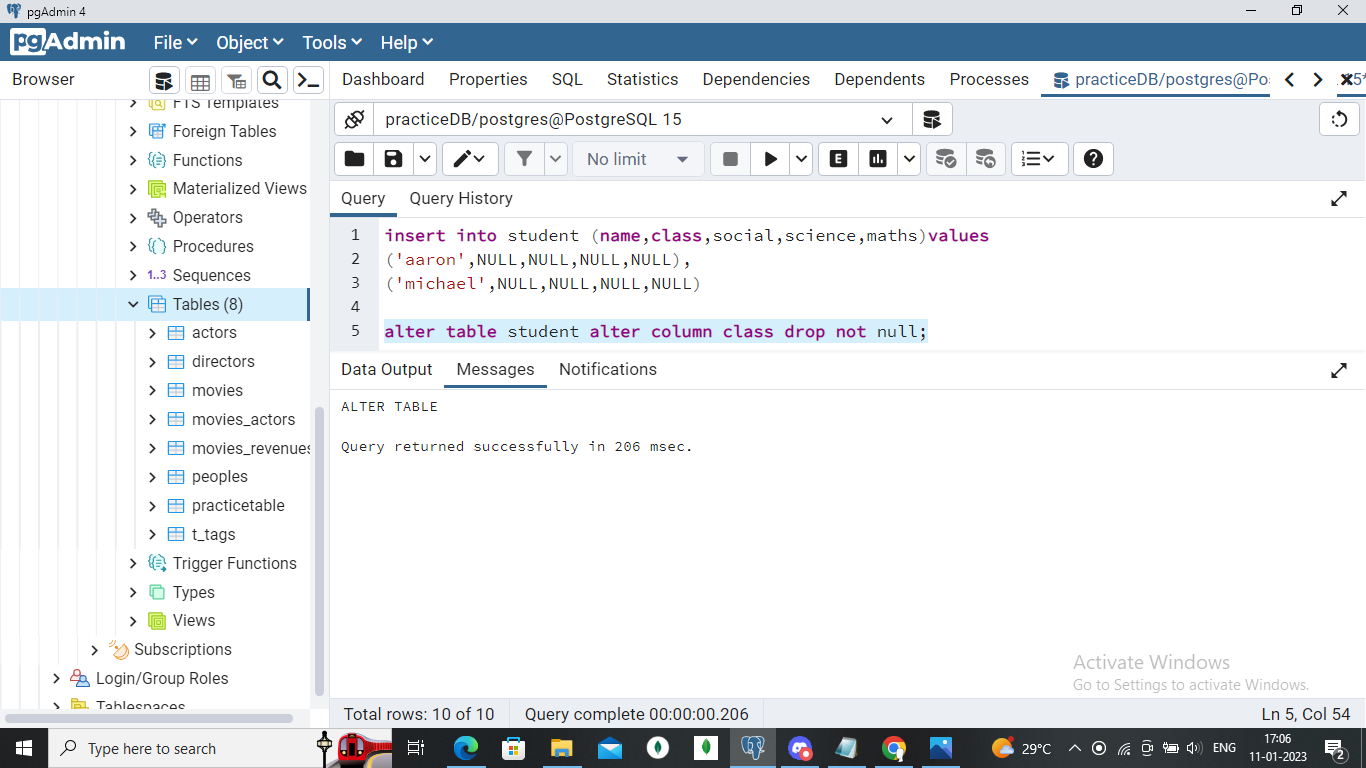 pgAdmin 4
pgAdmin File Object Tools Help
Browser
Dashboard Properties SQL Statistics Dependencies Dependents Processes practiceDB/postgres@Po 5*
FTS Templates
Foreign Tables
Functions
Materialized Views
Operators
Procedures
1..3 Sequences
Tables (8)
actors
directors
movies
movies_actors
movies_revenues
peoples
practicetable
t_tags
Trigger Functions
Types
Views
Subscriptions
Login/Group Roles
Tablespaces
practiceDB/postgres@PostgreSQL 15
No limit
E
Query Query History
1 insert into student (name,class,social,science,maths)values
2 ('aaron',NULL,NULL,NULL,NULL),
3 ('michael',NULL,NULL,NULL,NULL)
4
5 alter table student alter column class drop not null;
Data Output Messages Notifications
ALTER TABLE
Query returned successfully in 206 msec.
Activate Windows
Go to Settings to activate Windows.
Total rows: 10 of 10 Query complete 00:00:00.206 Ln 5, Col 54
Type here to search
29°C ENG 17:06
11-01-2023
2